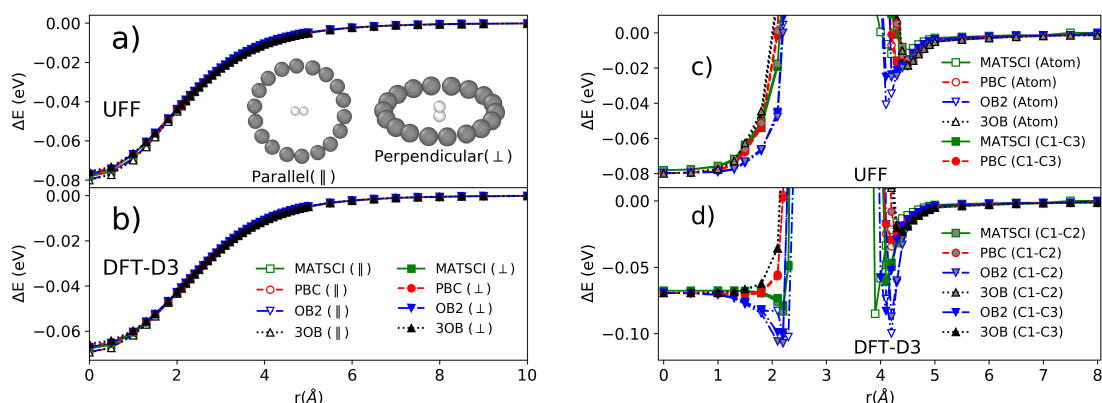 a)
UFF
Parallel(∥)
Perpendicular(⊥)
ΔE (eV)
0.00
−0.02
−0.04
−0.06
−0.08
b)
DFT-D3
MATSCI (∥)
PBC (∥)
OB2 (∥)
3OB (∥)
MATSCI (⊥)
PBC (⊥)
OB2 (⊥)
3OB (⊥)
ΔE (eV)
0.00
−0.02
−0.04
−0.06
0 2 4 6 8 10
r(Å)
c)
UFF
MATSCI (Atom)
PBC (Atom)
OB2 (Atom)
3OB (Atom)
MATSCI (C1-C3)
PBC (C1-C3)
ΔE (eV)
0.00
−0.02
−0.04
−0.06
−0.08
d)
DFT-D3
MATSCI (C1-C2)
PBC (C1-C2)
OB2 (C1-C2)
3OB (C1-C2)
OB2 (C1-C3)
3OB (C1-C3)
ΔE (eV)
0.00
−0.05
−0.10
0 1 2 3 4 5 6 7 8
r(Å)